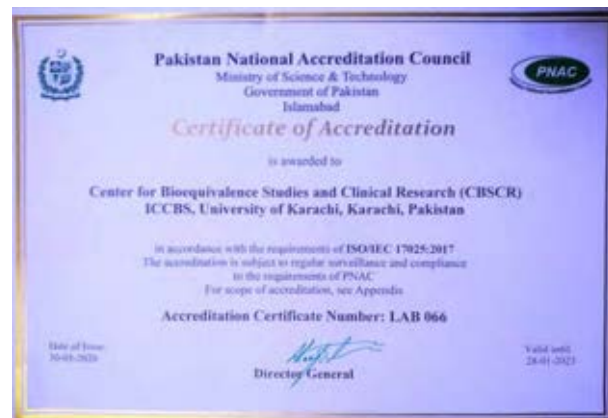 Pakistan National Accreditation Council
Ministry of Science & Technology
Government of Pakistan
Islamabad
PNAC
Certificate of Accreditation
is awarded to
Center for Bioequivalence Studies and Clinical Research (CBSCR)
ICCBS, University of Karachi, Karachi, Pakistan
in accordance with the requirements of ISO/IEC 17025:2017
The accreditation is subject to regular surveillance and compliance
to the requirements of PNAC
For scope of accreditation, see Appendix
Accreditation Certificate Number: LAB 066
Date of Issue:
Valid until
Director General